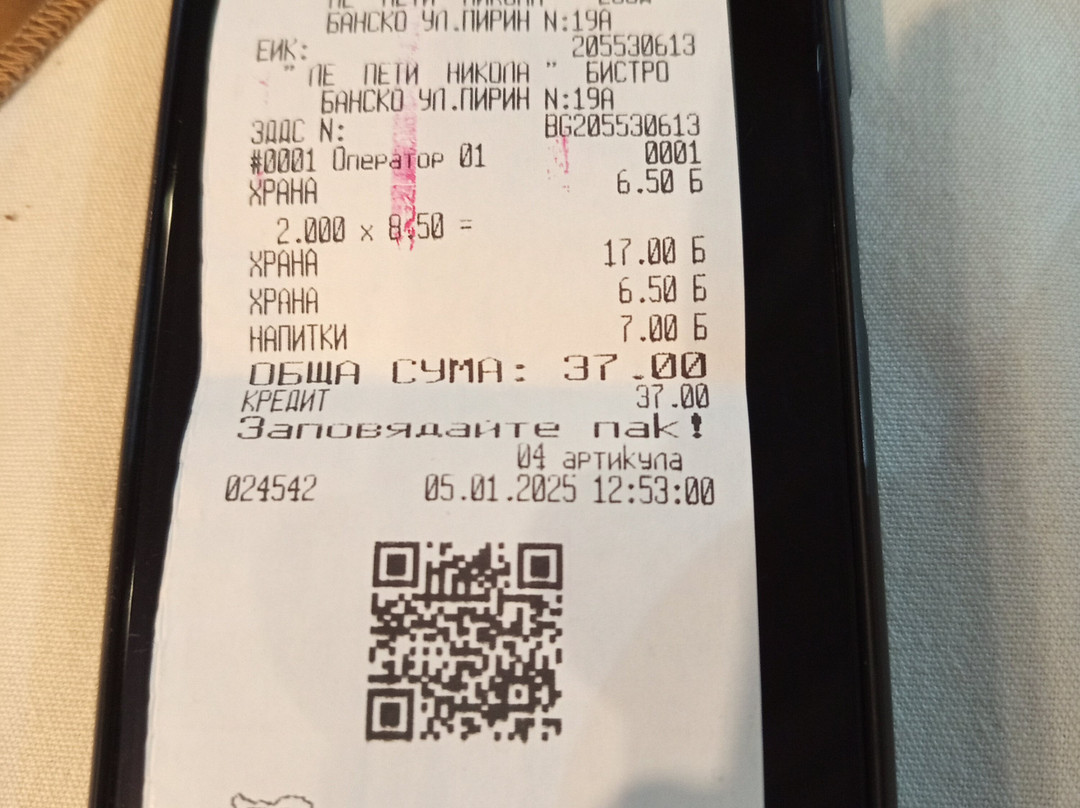 БАНСКО УЛ.ПИРИН N:19А
ЕИК: 205530613
" ЛЕ ПЕТИ НИКОЛА " БИСТРО
БАНСКО УЛ.ПИРИН N:19А
ЗДДС N: BG205530613
#0001 Оператор 01 0001
ХРАНА 6.50 Б
2.000 x 8.50 =
ХРАНА 17.00 Б
ХРАНА 6.50 Б
НАПИТКИ 7.00 Б
ОБЩА СУМА: 37.00
КРЕДИТ 37.00
Заповядайте пак!
04 артикула
024542 05.01.2025 12:53:00